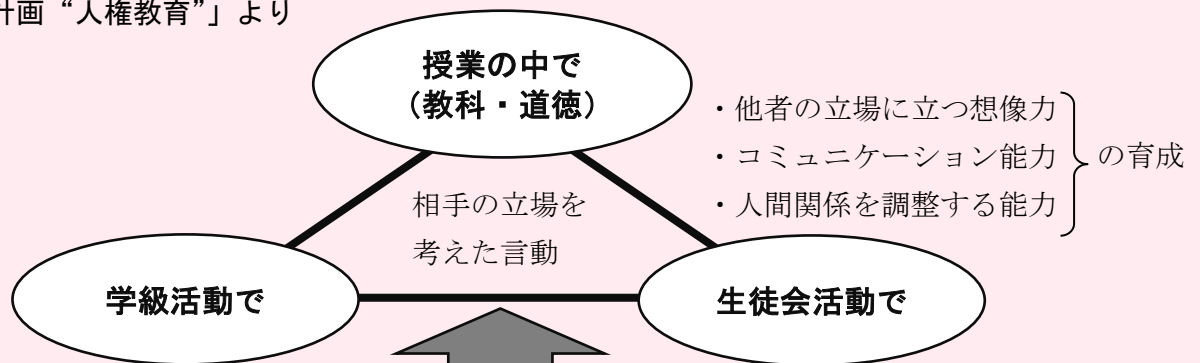 計画“人権教育”」より
授業の中で
（教科・道徳）
・他者の立場に立つ想像力
・コミュニケーション能力
・人間関係を調整する能力
の育成
相手の立場を
考えた言動
学級活動で
生徒会活動で